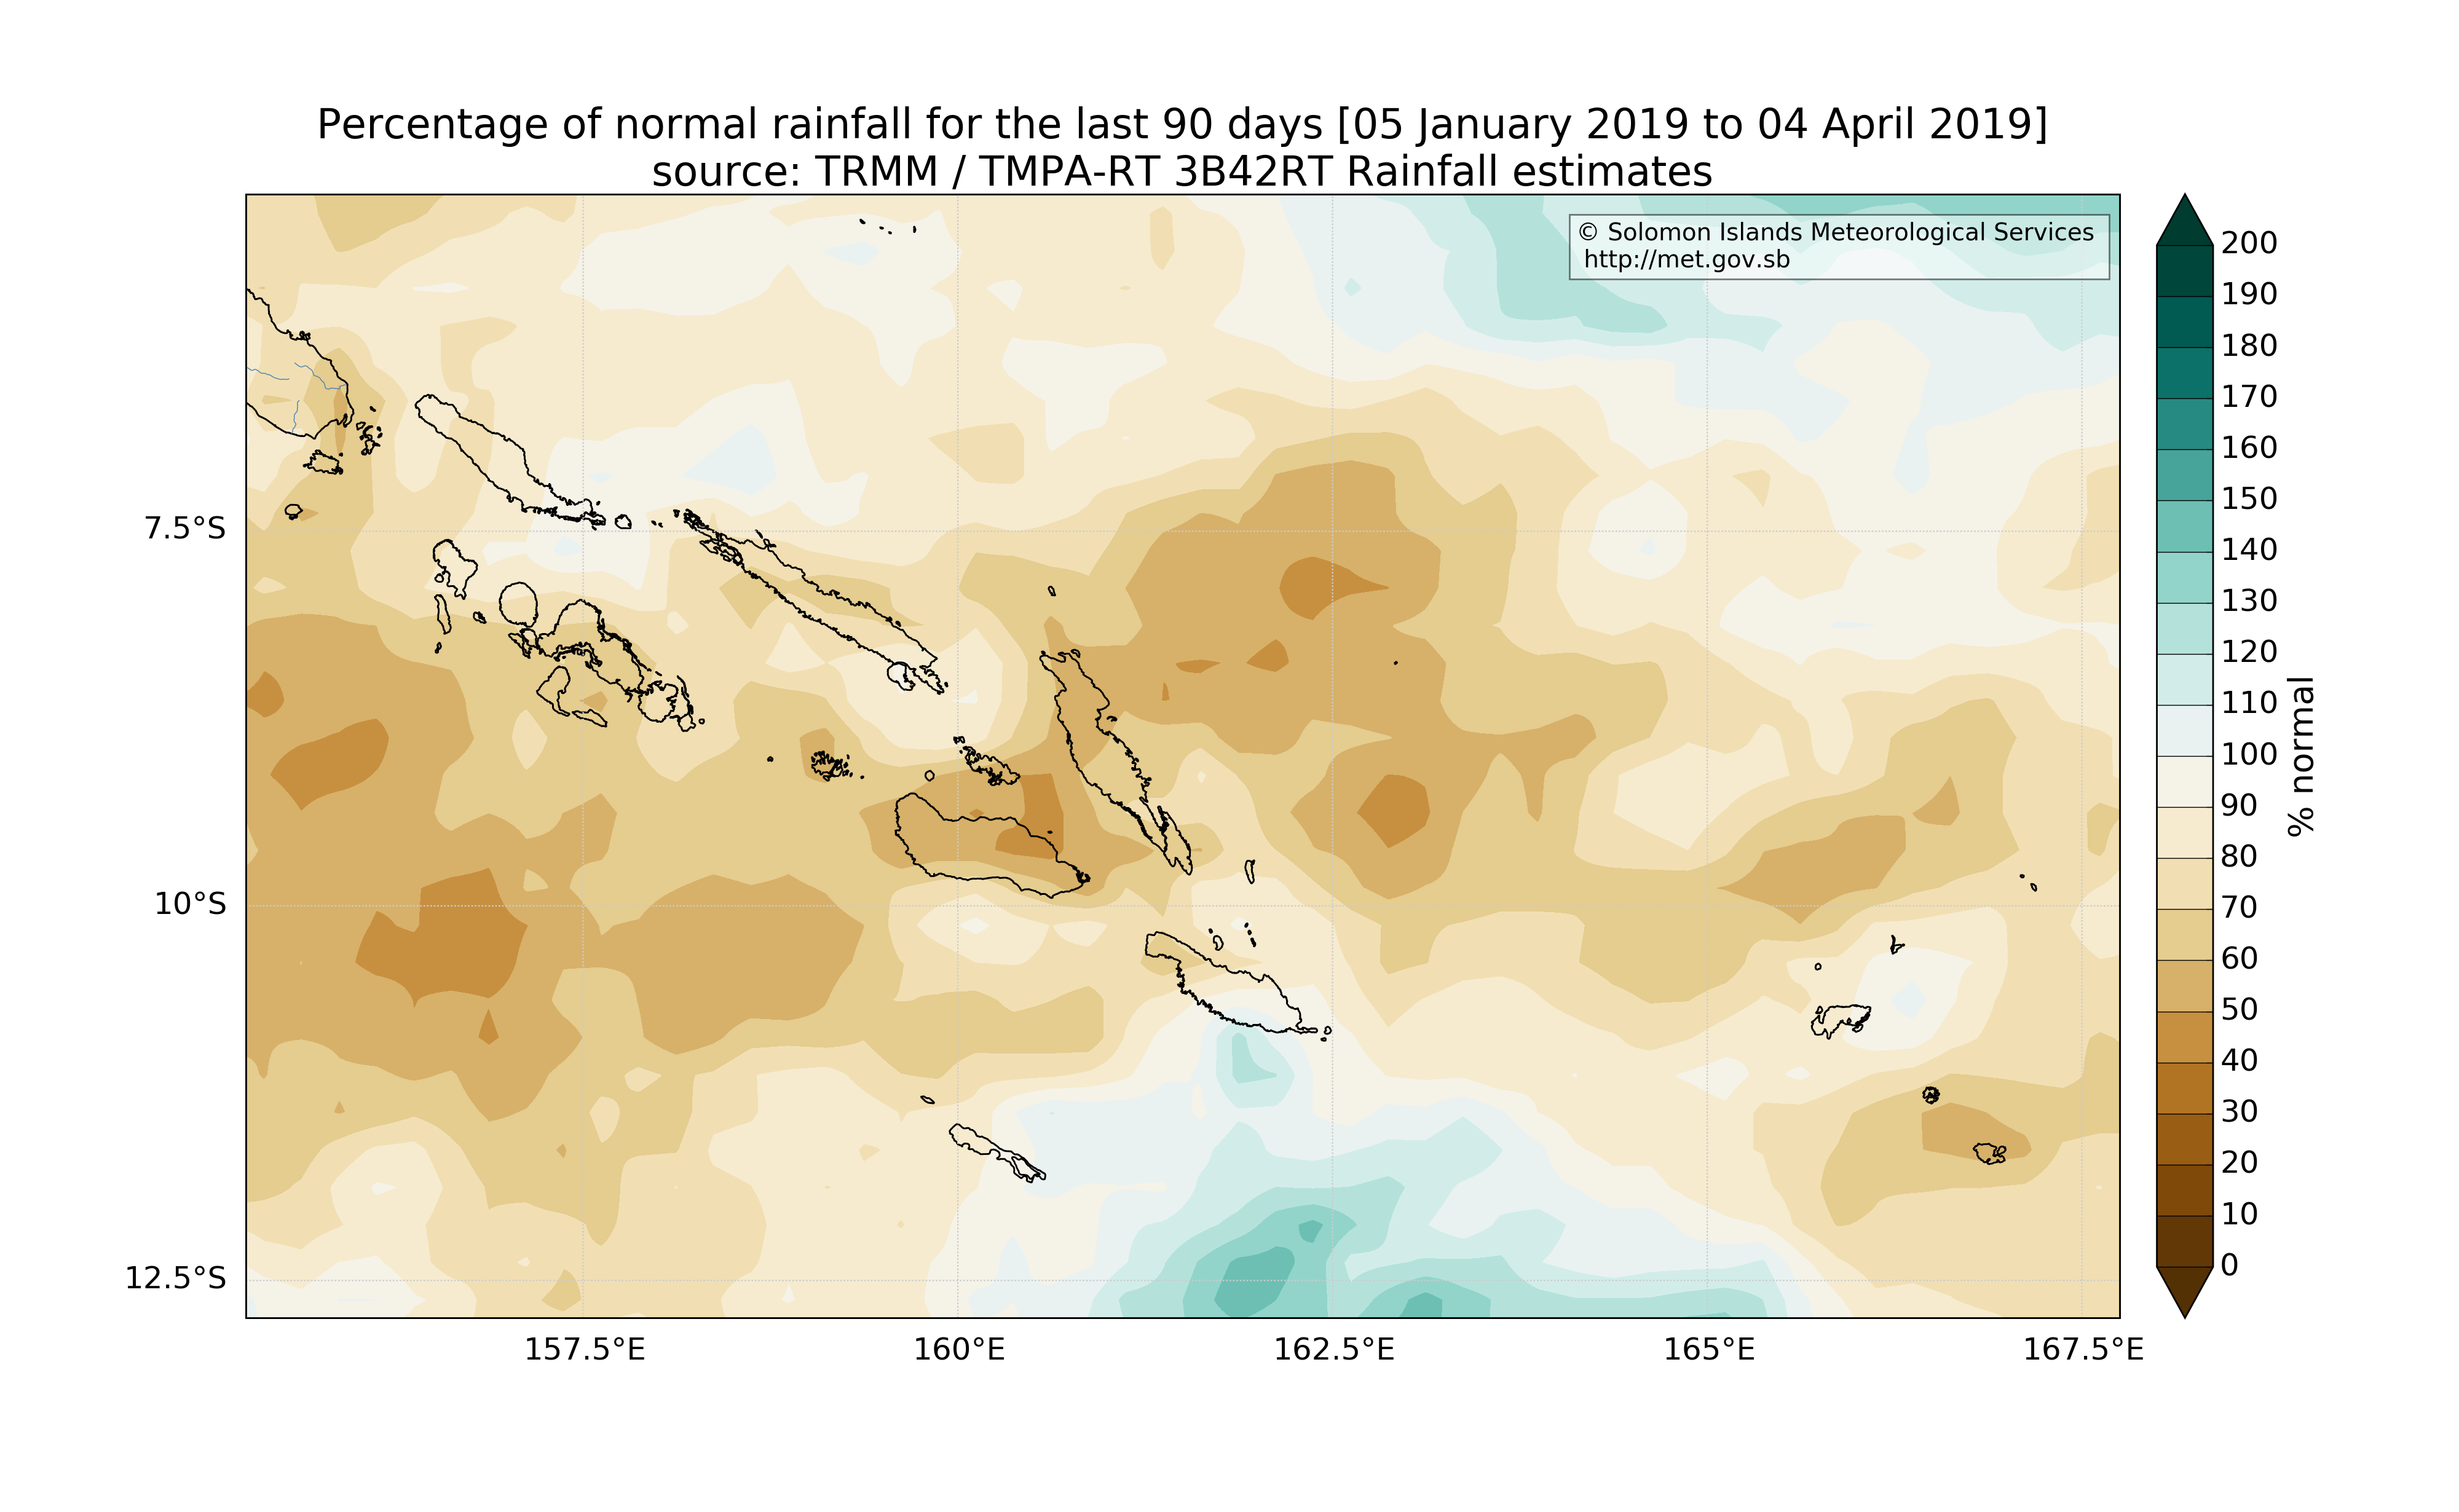 Percentage of normal rainfall for the last 90 days [05 January 2019 to 04 April 2019]
source: TRMM / TMPA-RT 3B42RT Rainfall estimates
© Solomon Islands Meteorological Services
http://met.gov.sb
7.5°S
10°S
12.5°S
157.5°E
160°E
162.5°E
165°E
167.5°E
200
190
180
170
160
150
140
130
120
110
100
90
80
70
60
50
40
30
20
10
0
% normal